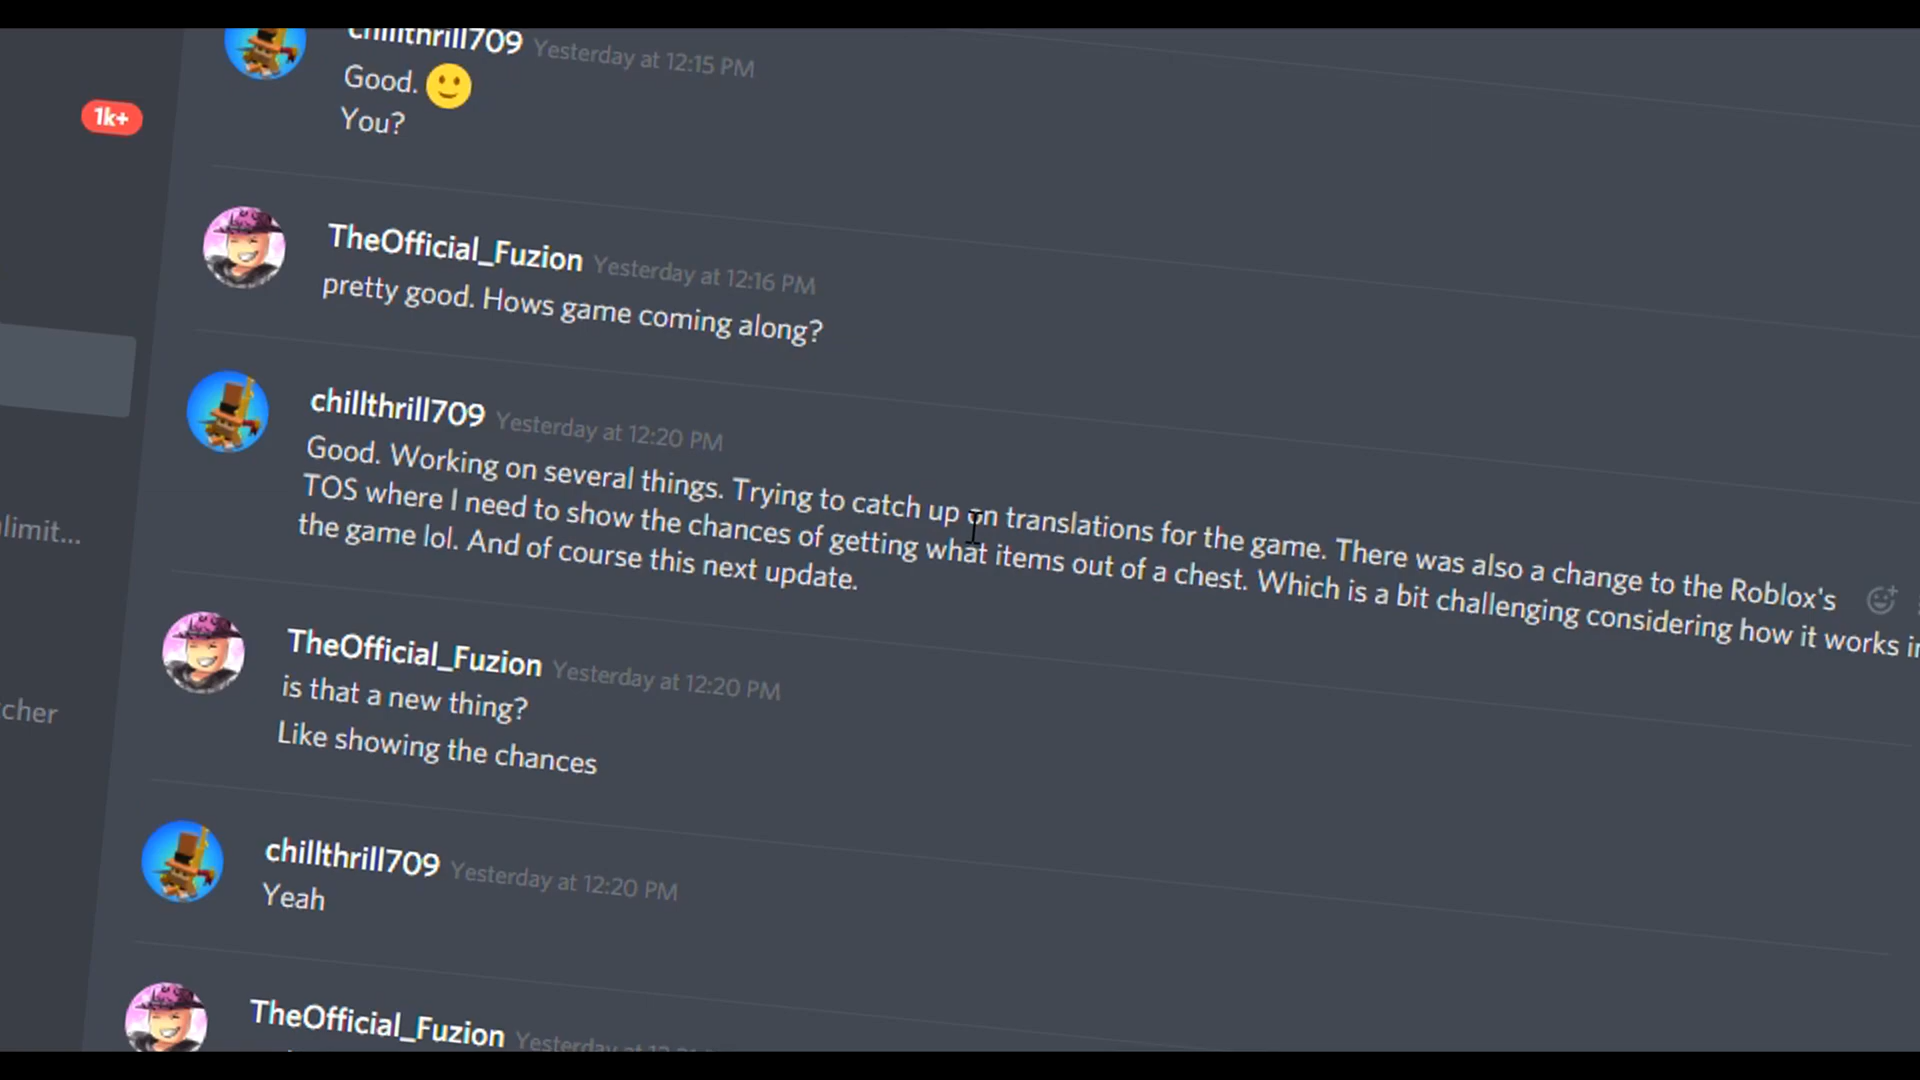 chillthrill709 Yesterday at 12:15 PM
Good.
You?
1k+
TheOfficial_Fuzion Yesterday at 12:16 PM
pretty good. Hows game coming along?
chillthrill709 Yesterday at 12:20 PM
Good. Working on several things. Trying to catch up on translations for the game. There was also a change to the Roblox's
TOS where I need to show the chances of getting what items out of a chest. Which is a bit challenging considering how it works in
the game lol. And of course this next update.
limit...
TheOfficial_Fuzion Yesterday at 12:20 PM
is that a new thing?
Like showing the chances
cher
chillthrill709 Yesterday at 12:20 PM
Yeah
TheOfficial_Fuzion Yesterday at